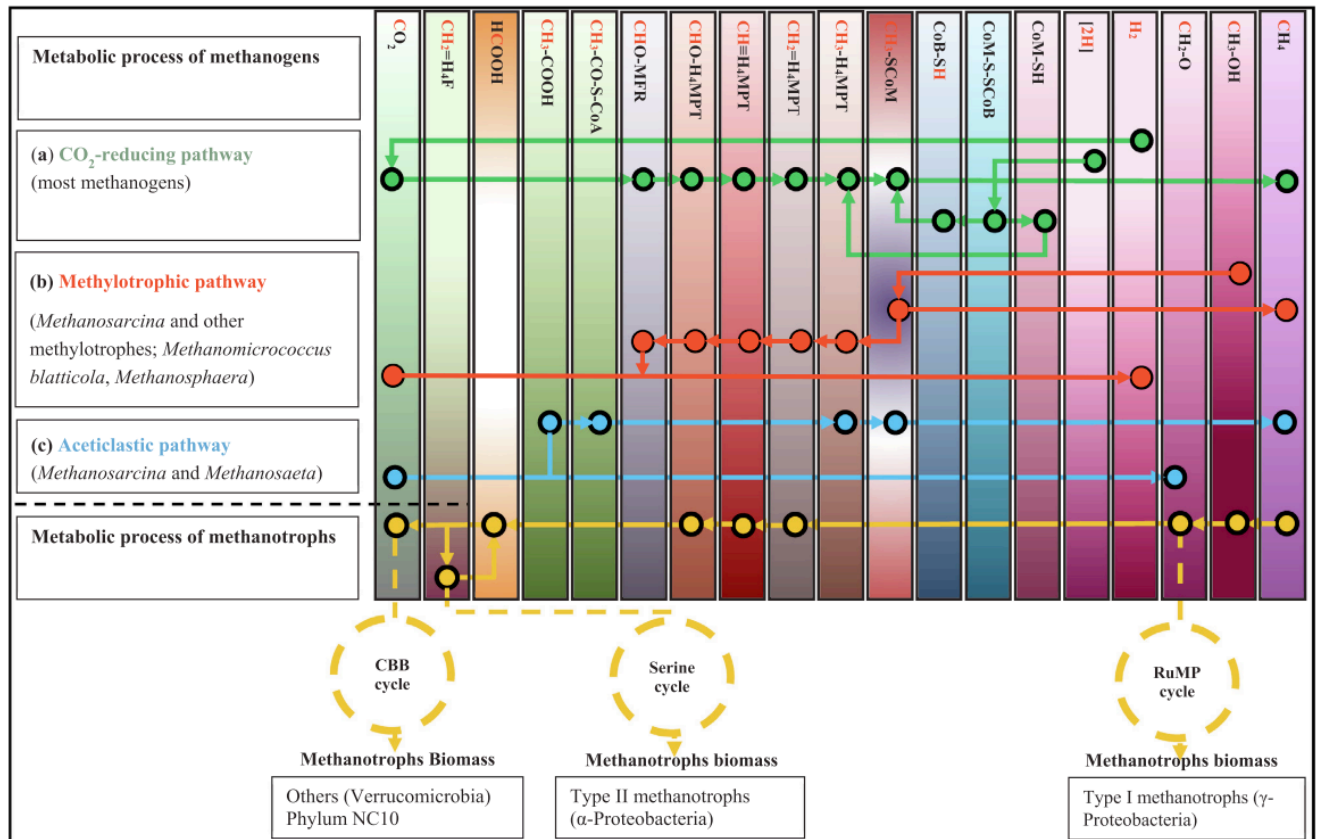 CO₂
CH₂=H₄F
HCOOH
CH₃-COOH
CH₃-CO-S-CoA
CHO-MFR
CHO-H₄MPT
CH≡H₄MPT
CH₂=H₄MPT
CH₃-H₄MPT
CH₃-SCoM
CoB-SH
CoM-S-SCoB
CoM-SH
[2H]
H₂
CH₂-O
CH₃-OH
CH₄
Metabolic process of methanogens
(a) CO₂-reducing pathway
(most methanogens)
(b) Methylotrophic pathway
(Methanosarcina and other
methylotrophes; Methanomicrococcus
blatticola, Methanosphaera)
(c) Aceticlastic pathway
(Methanosarcina and Methanosaeta)
Metabolic process of methanotrophs
CBB
cycle
Serine
cycle
RuMP
cycle
Methanotrophs Biomass
Others (Verrucomicrobia)
Phylum NC10
Methanotrophs biomass
Type II methanotrophs
(α-Proteobacteria)
Methanotrophs biomass
Type I methanotrophs (γ-
Proteobacteria)